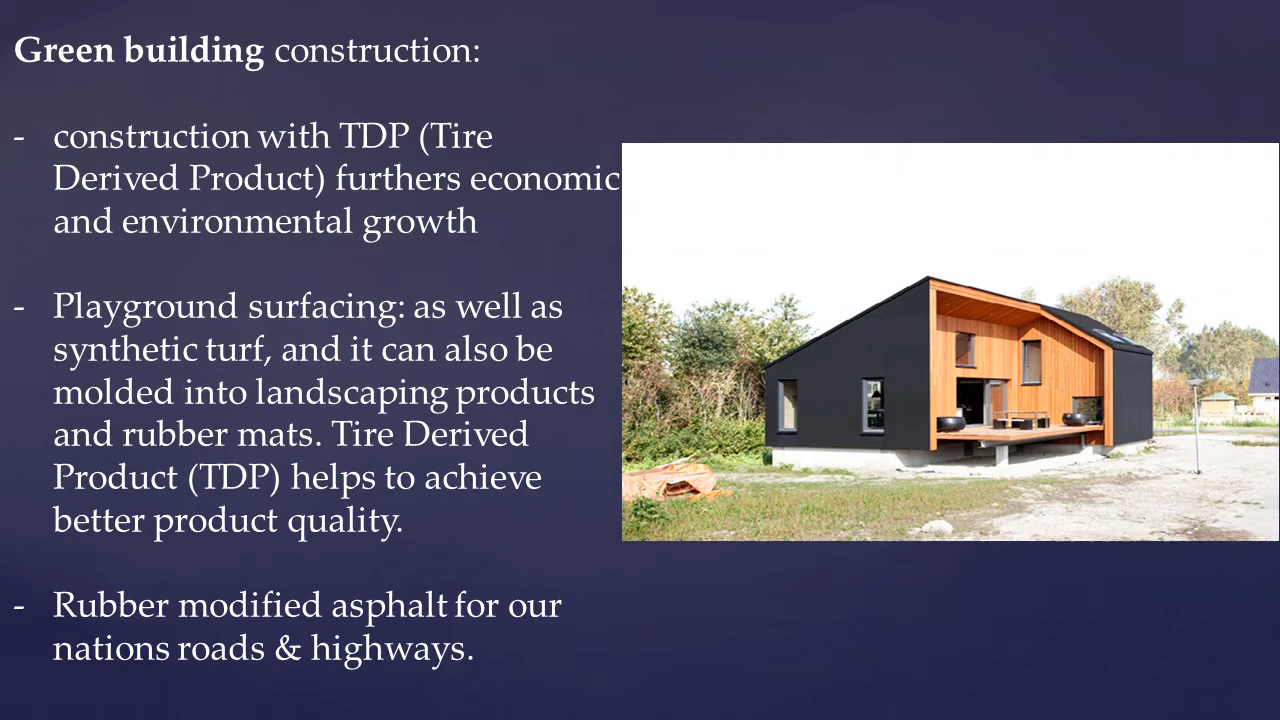 Green building construction:
- construction with TDP (Tire
Derived Product) furthers economic
and environmental growth
- Playground surfacing: as well as
synthetic turf, and it can also be
molded into landscaping products
and rubber mats. Tire Derived
Product (TDP) helps to achieve
better product quality.
- Rubber modified asphalt for our
nations roads & highways.